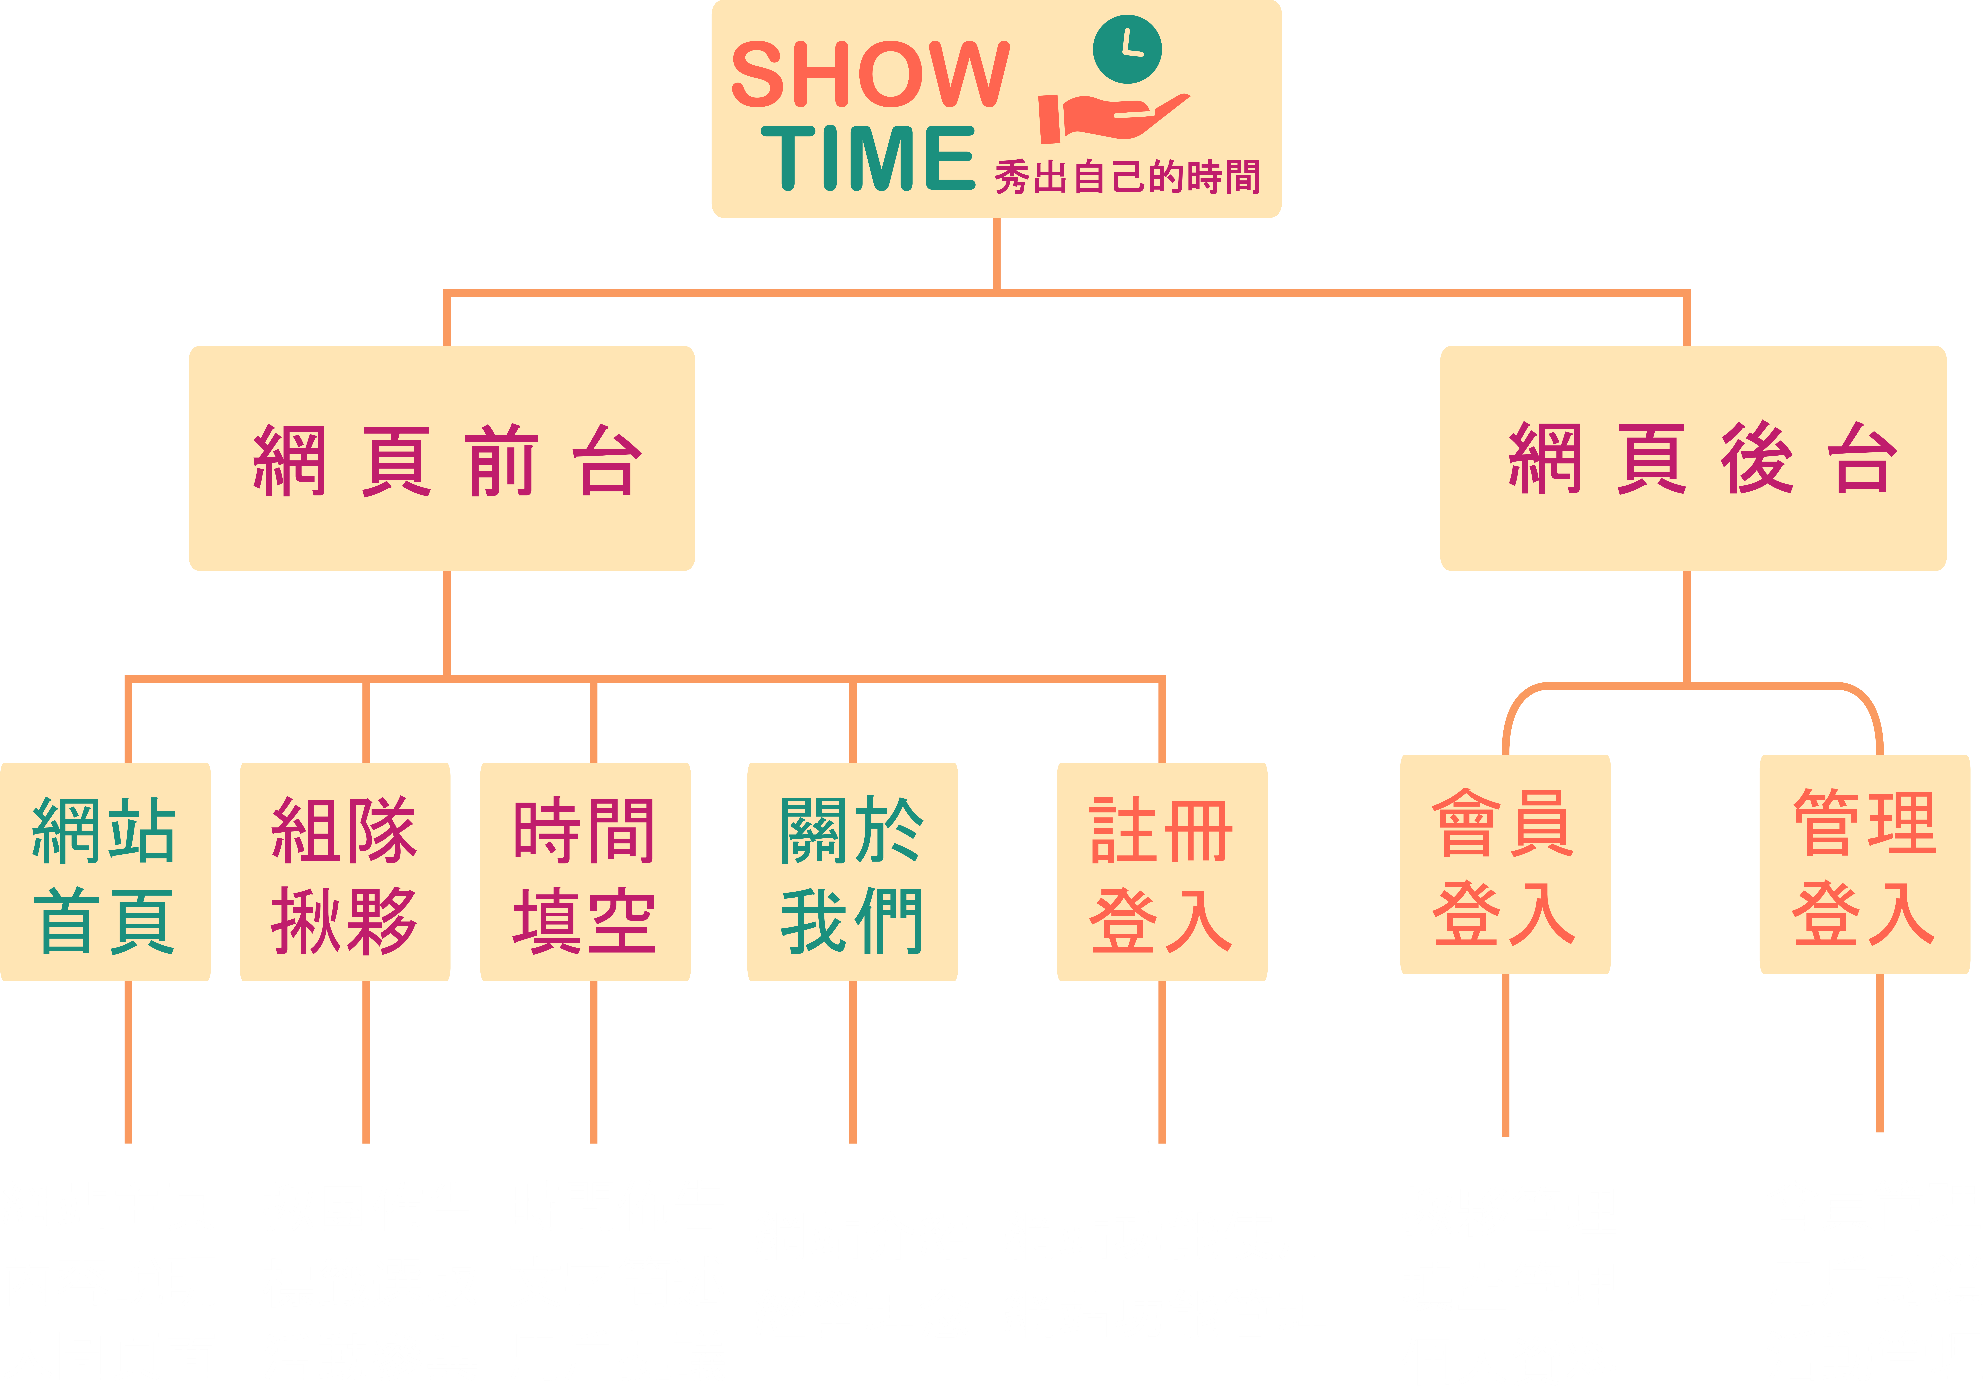 SHOW
TIME
秀出自己的時間
網頁前台
網頁後台
網站
首頁
組隊
揪夥
時間
填空
關於
我們
註冊
登入
會員
登入
管理
登入